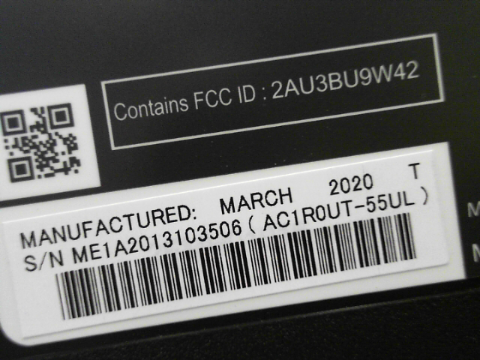 Contains FCC ID : 2AU3BU9W42
MANUFACTURED: MARCH 2020 T
S/N ME1A2013103506 ( AC1R0UT-55UL )